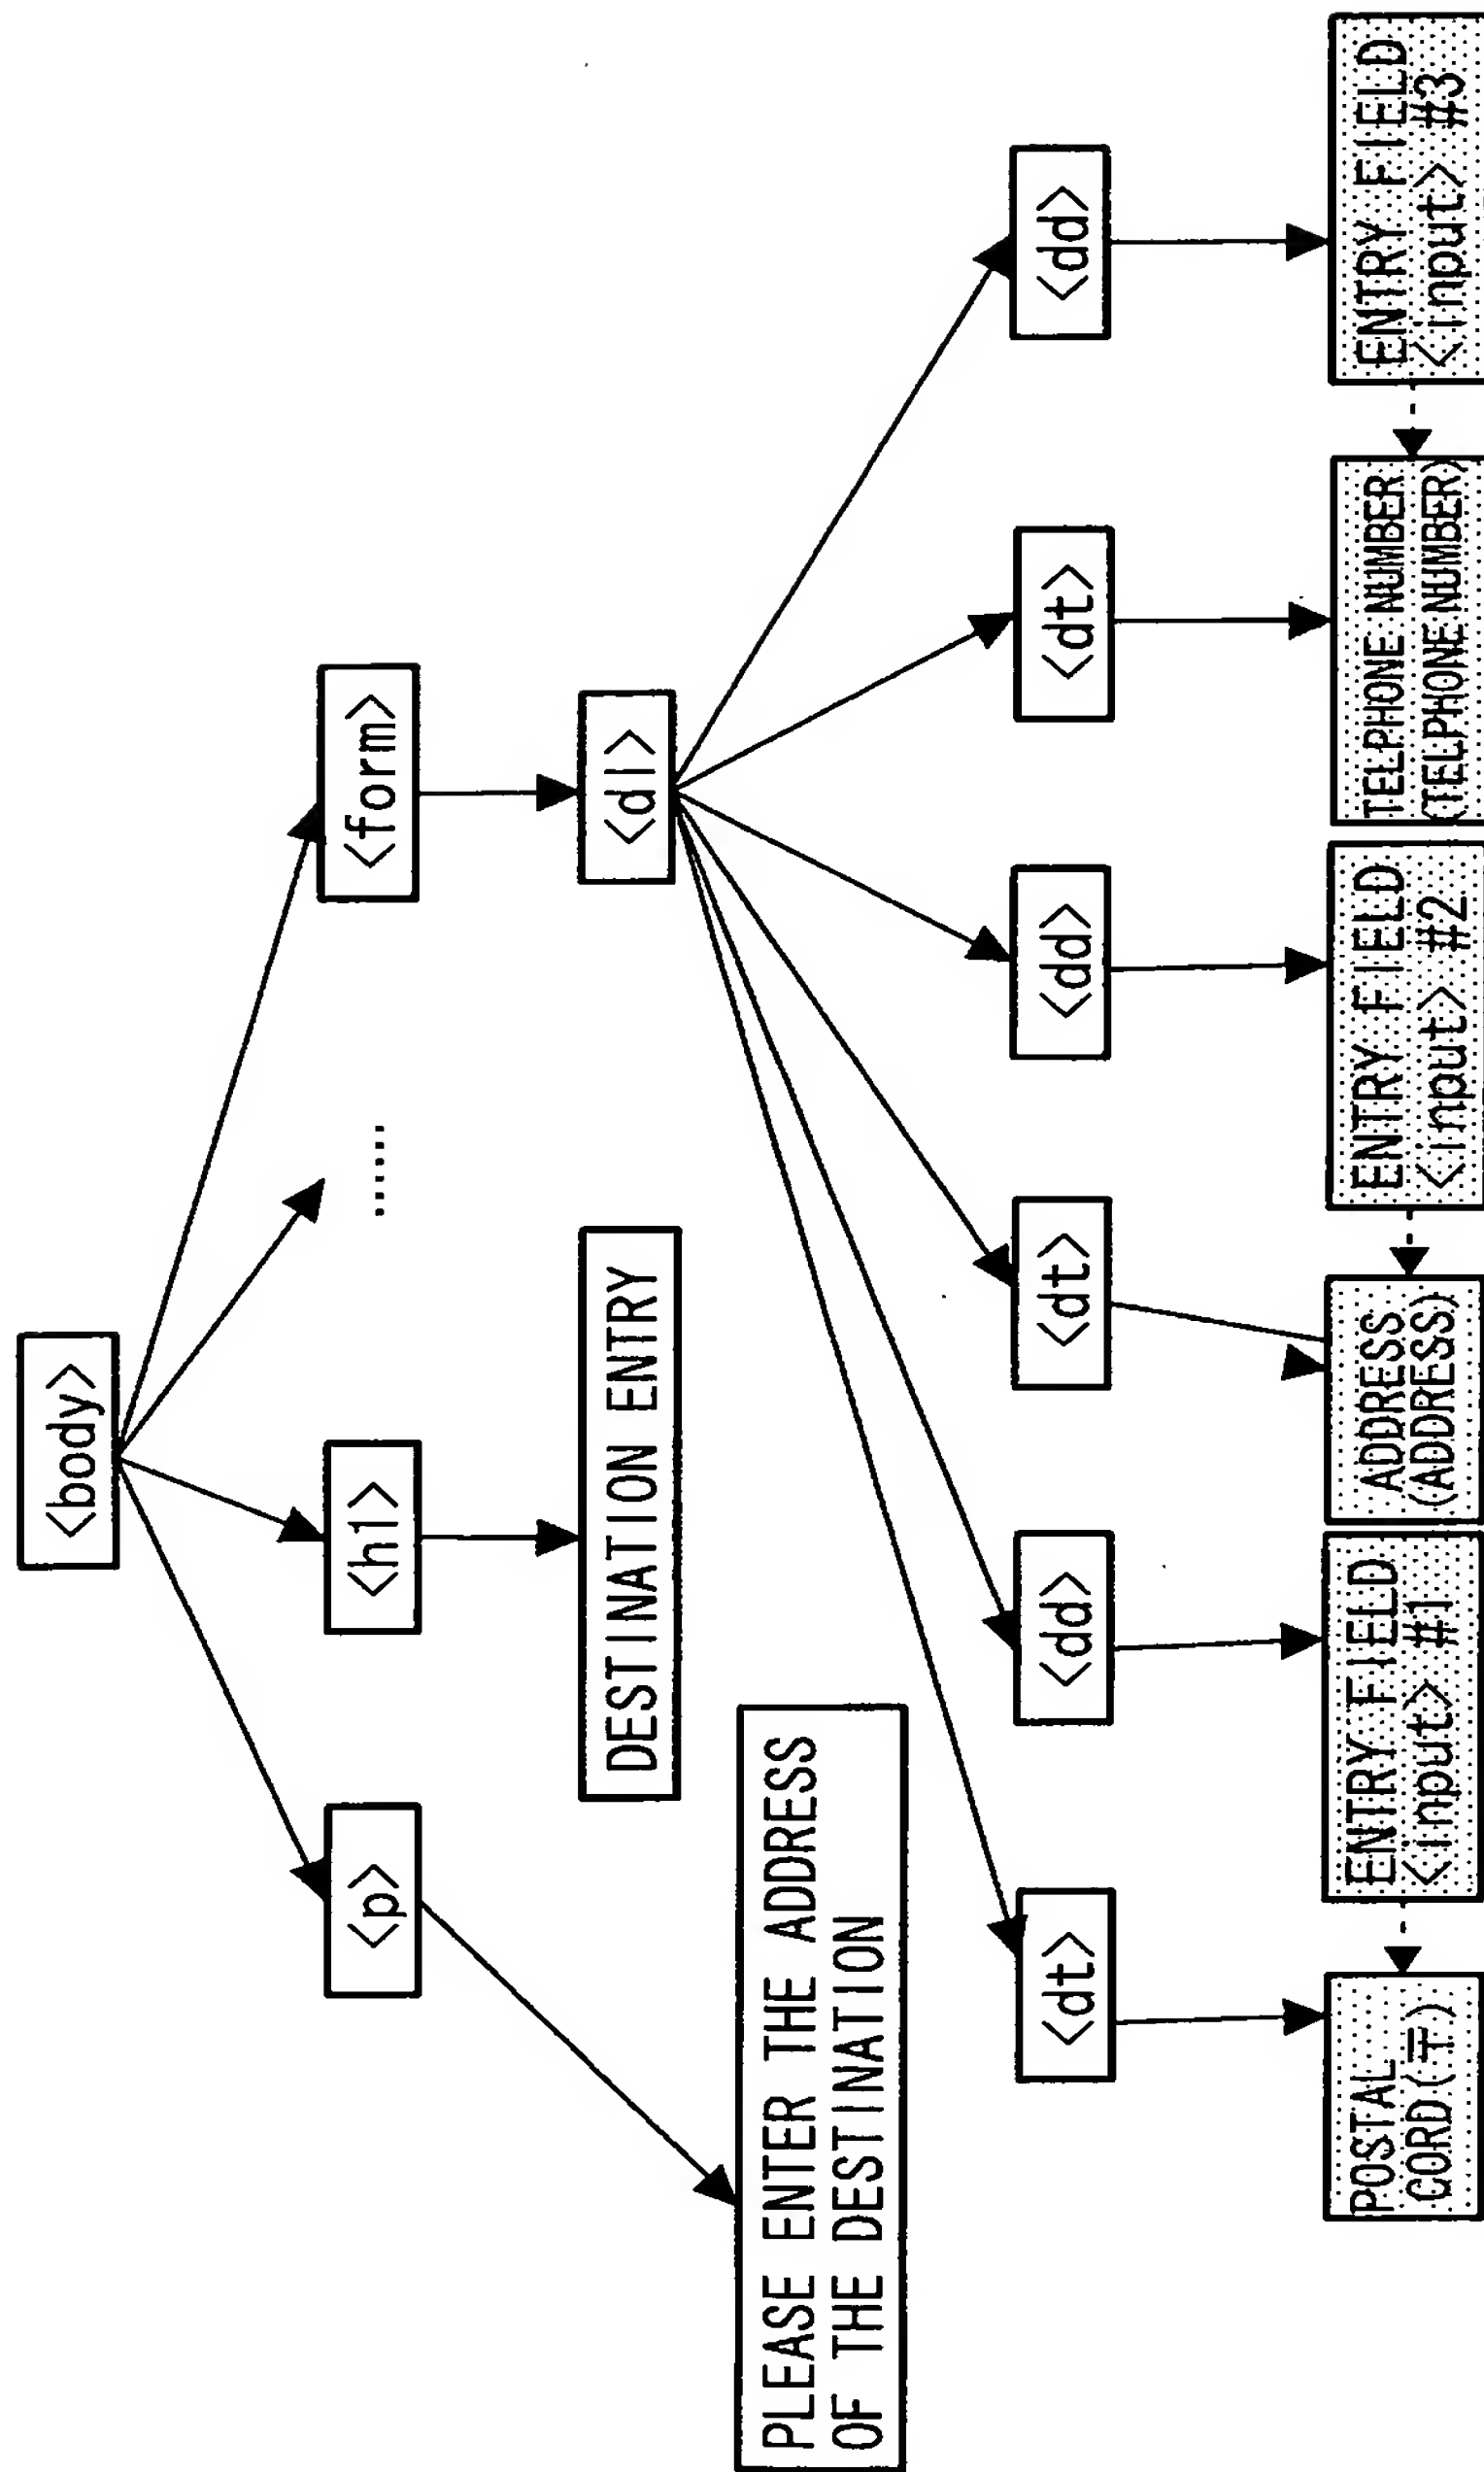 <body>
<p>
<h1>
......
<form>
PLEASE ENTER THE ADDRESS
OF THE DESTINATION
DESTINATION ENTRY
<dl>
<dt>
<dd>
<dt>
<dd>
<dt>
<dd>
POSTAL
CORD(〒)
ENTRY FIELD
<input> #1
ADDRESS
(ADDRESS)
ENTRY FIELD
<input> #2
TELPHONE NUMBER
(TELPHONE NUMBER)
ENTRY FIELD
<input> #3